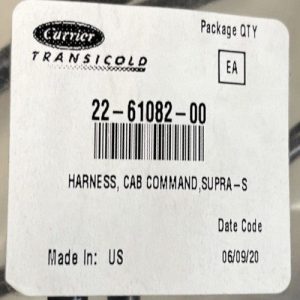 Carrier
TRANSICOLD
Package QTY
EA
22-61082-00
HARNESS, CAB COMMAND,SUPRA-S
Date Code
Made In: US
06/09/20